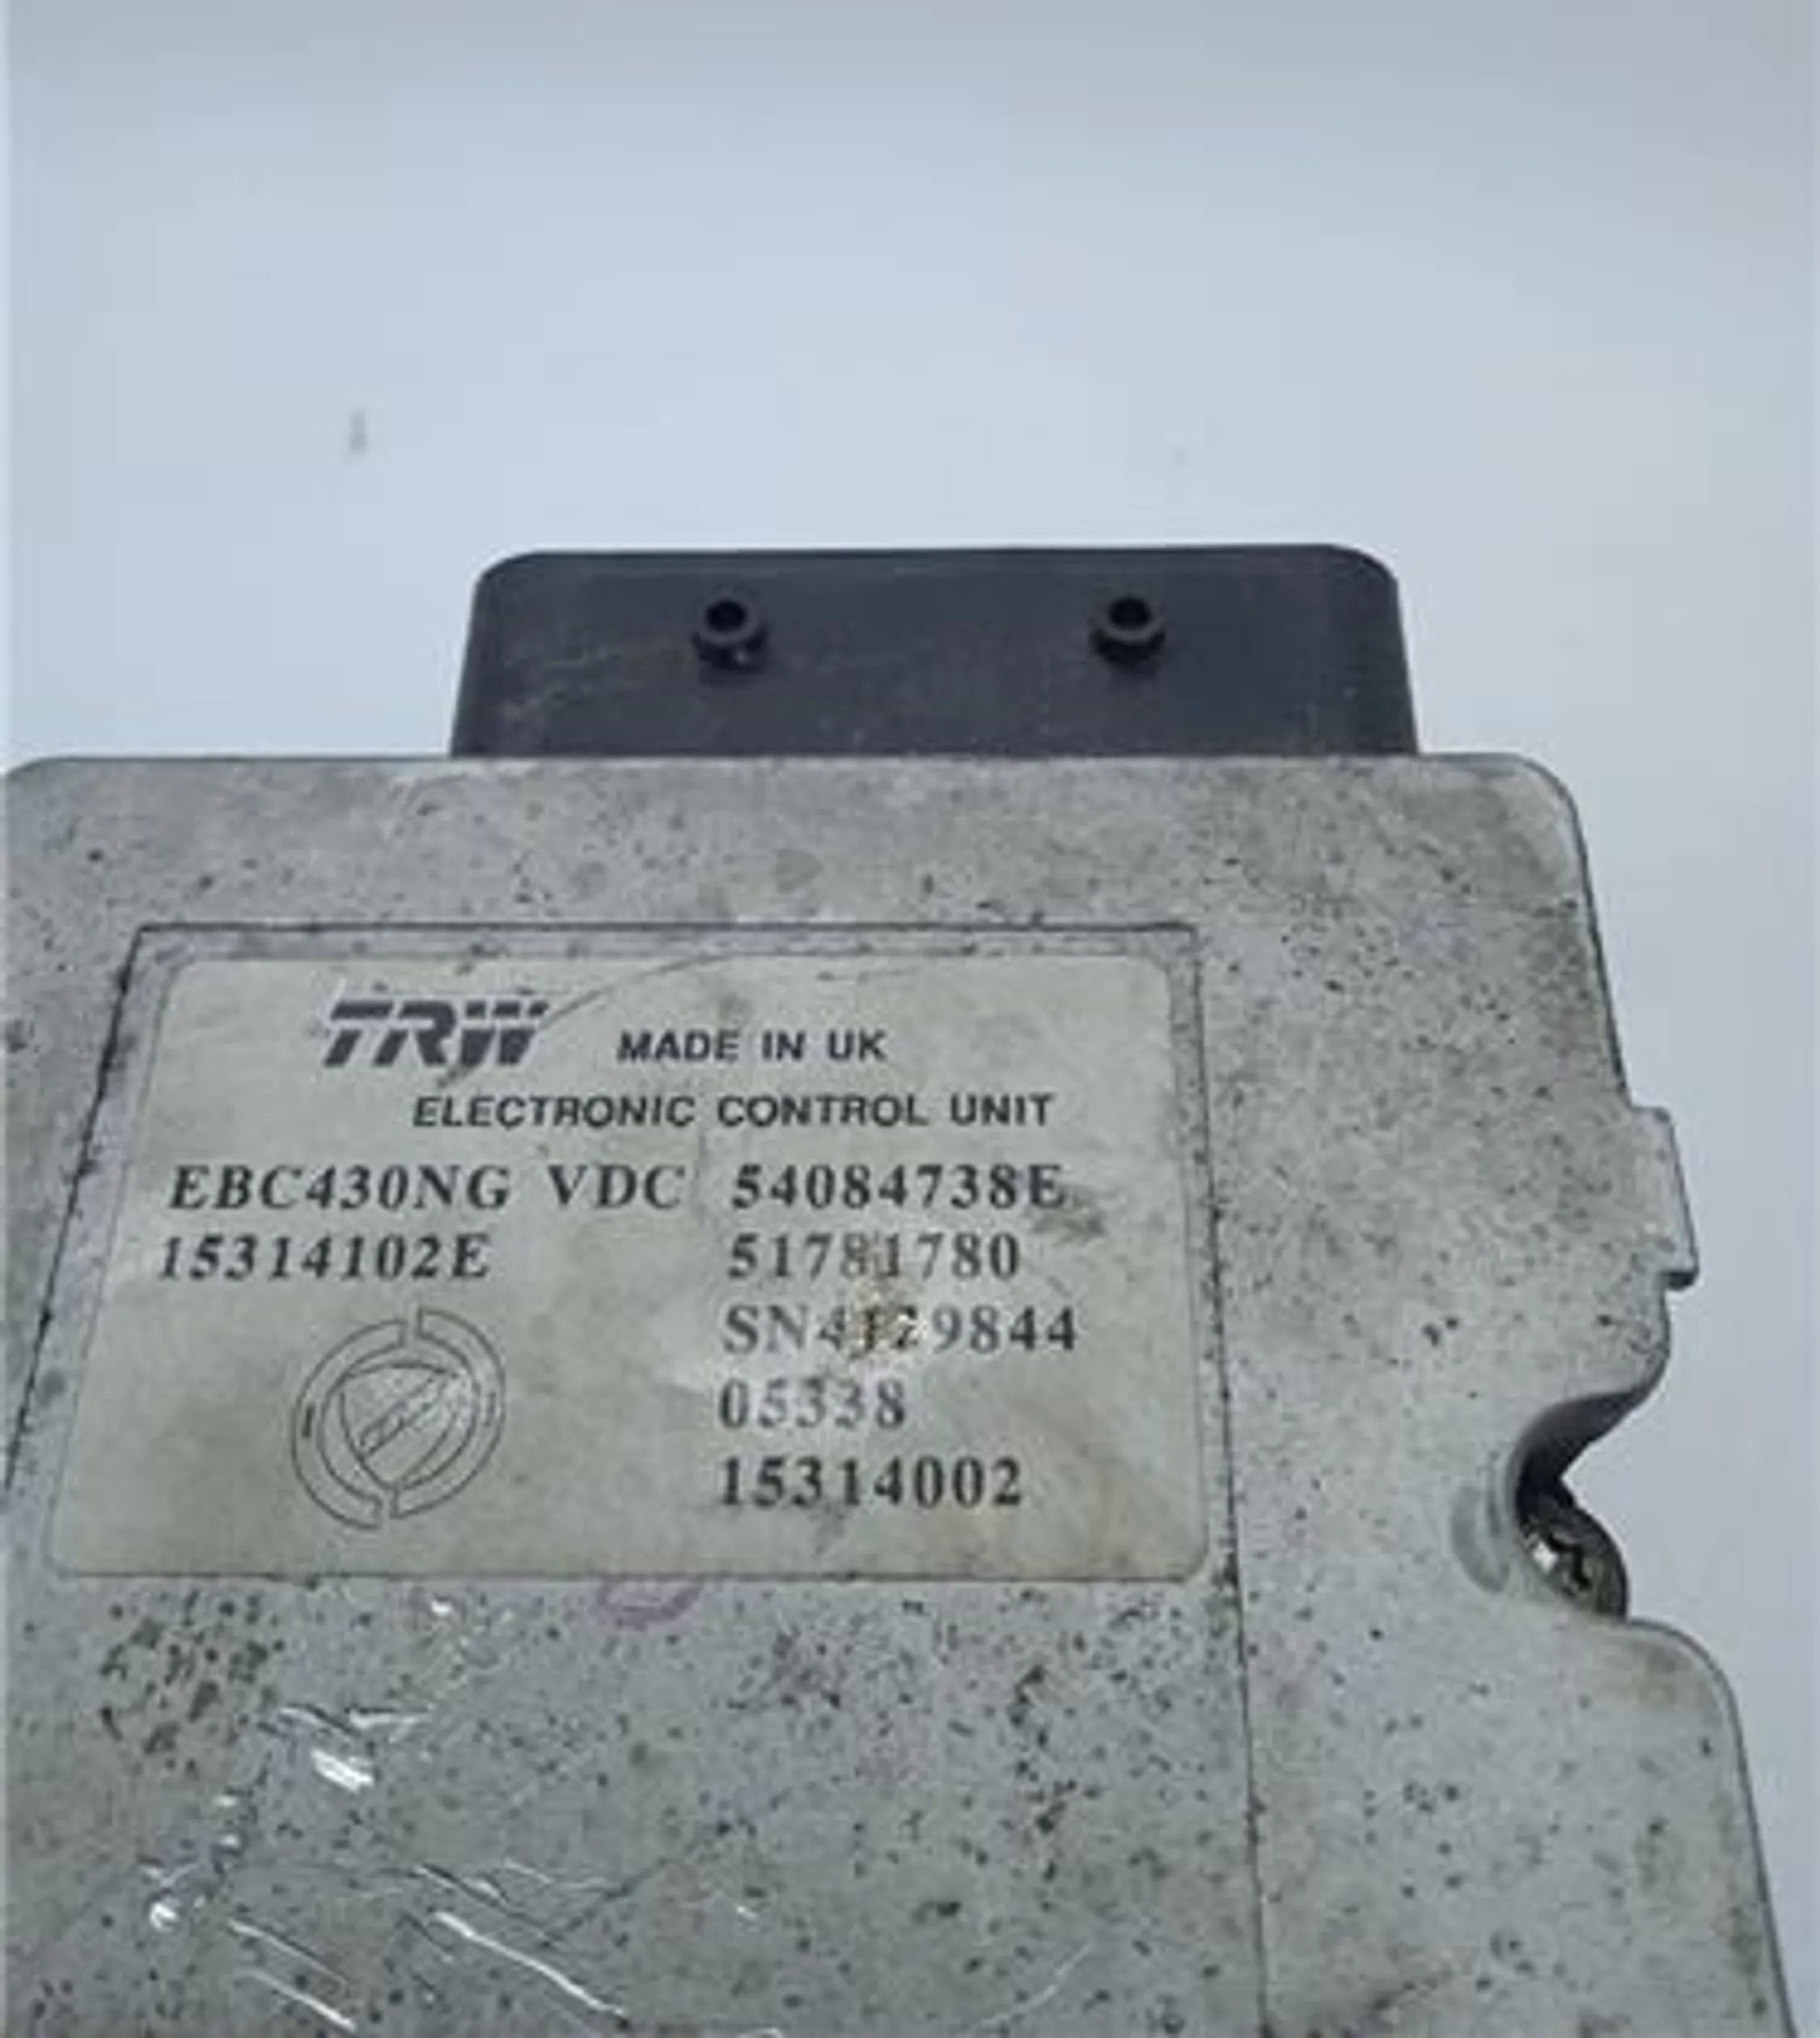 TRW MADE IN UK
ELECTRONIC CONTROL UNIT
EBC430NG VDC 54084738E
15314102E 51781780
05338
15314002